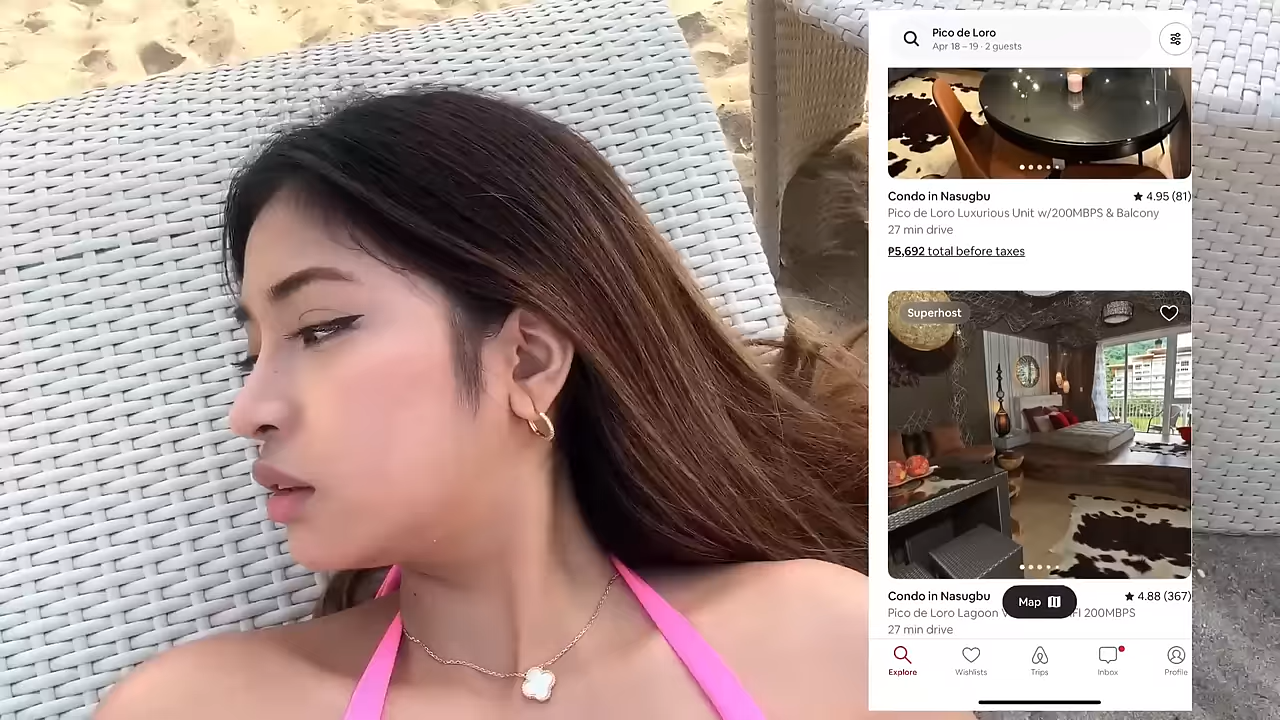 Pico de Loro
Apr 18 – 19 · 2 guests
Condo in Nasugbu
★ 4.95 (81)
Pico de Loro Luxurious Unit w/200MBPS & Balcony
27 min drive
₱5,692 total before taxes
Superhost
Condo in Nasugbu
★ 4.88 (367)
Pico de Loro Lagoon 200MBPS
27 min drive
Map
Explore
Wishlists
Trips
Inbox
Profile